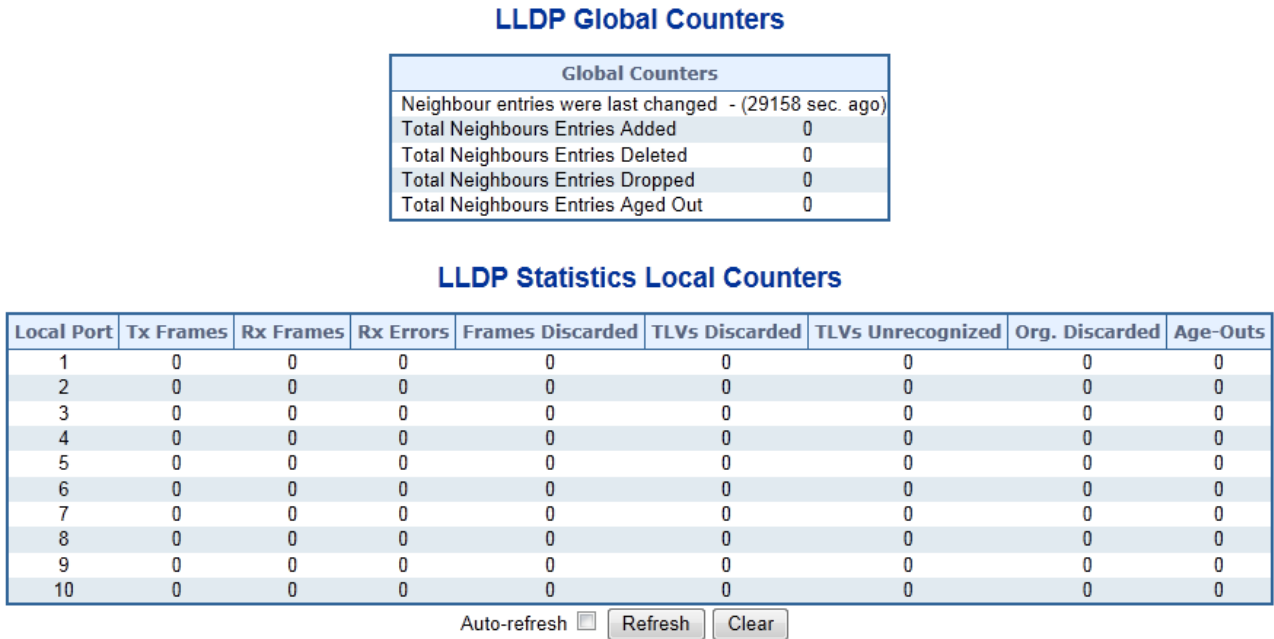 LLDP Global Counters
Global Counters
Neighbour entries were last changed - (29158 sec. ago)
Total Neighbours Entries Added 0
Total Neighbours Entries Deleted 0
Total Neighbours Entries Dropped 0
Total Neighbours Entries Aged Out 0
LLDP Statistics Local Counters
Local Port Tx Frames Rx Frames Rx Errors Frames Discarded TLVs Discarded TLVs Unrecognized Org. Discarded Age-Outs
1 0 0 0 0 0 0 0 0
2 0 0 0 0 0 0 0 0
3 0 0 0 0 0 0 0 0
4 0 0 0 0 0 0 0 0
5 0 0 0 0 0 0 0 0
6 0 0 0 0 0 0 0 0
7 0 0 0 0 0 0 0 0
8 0 0 0 0 0 0 0 0
9 0 0 0 0 0 0 0 0
10 0 0 0 0 0 0 0 0
Auto-refresh Refresh Clear